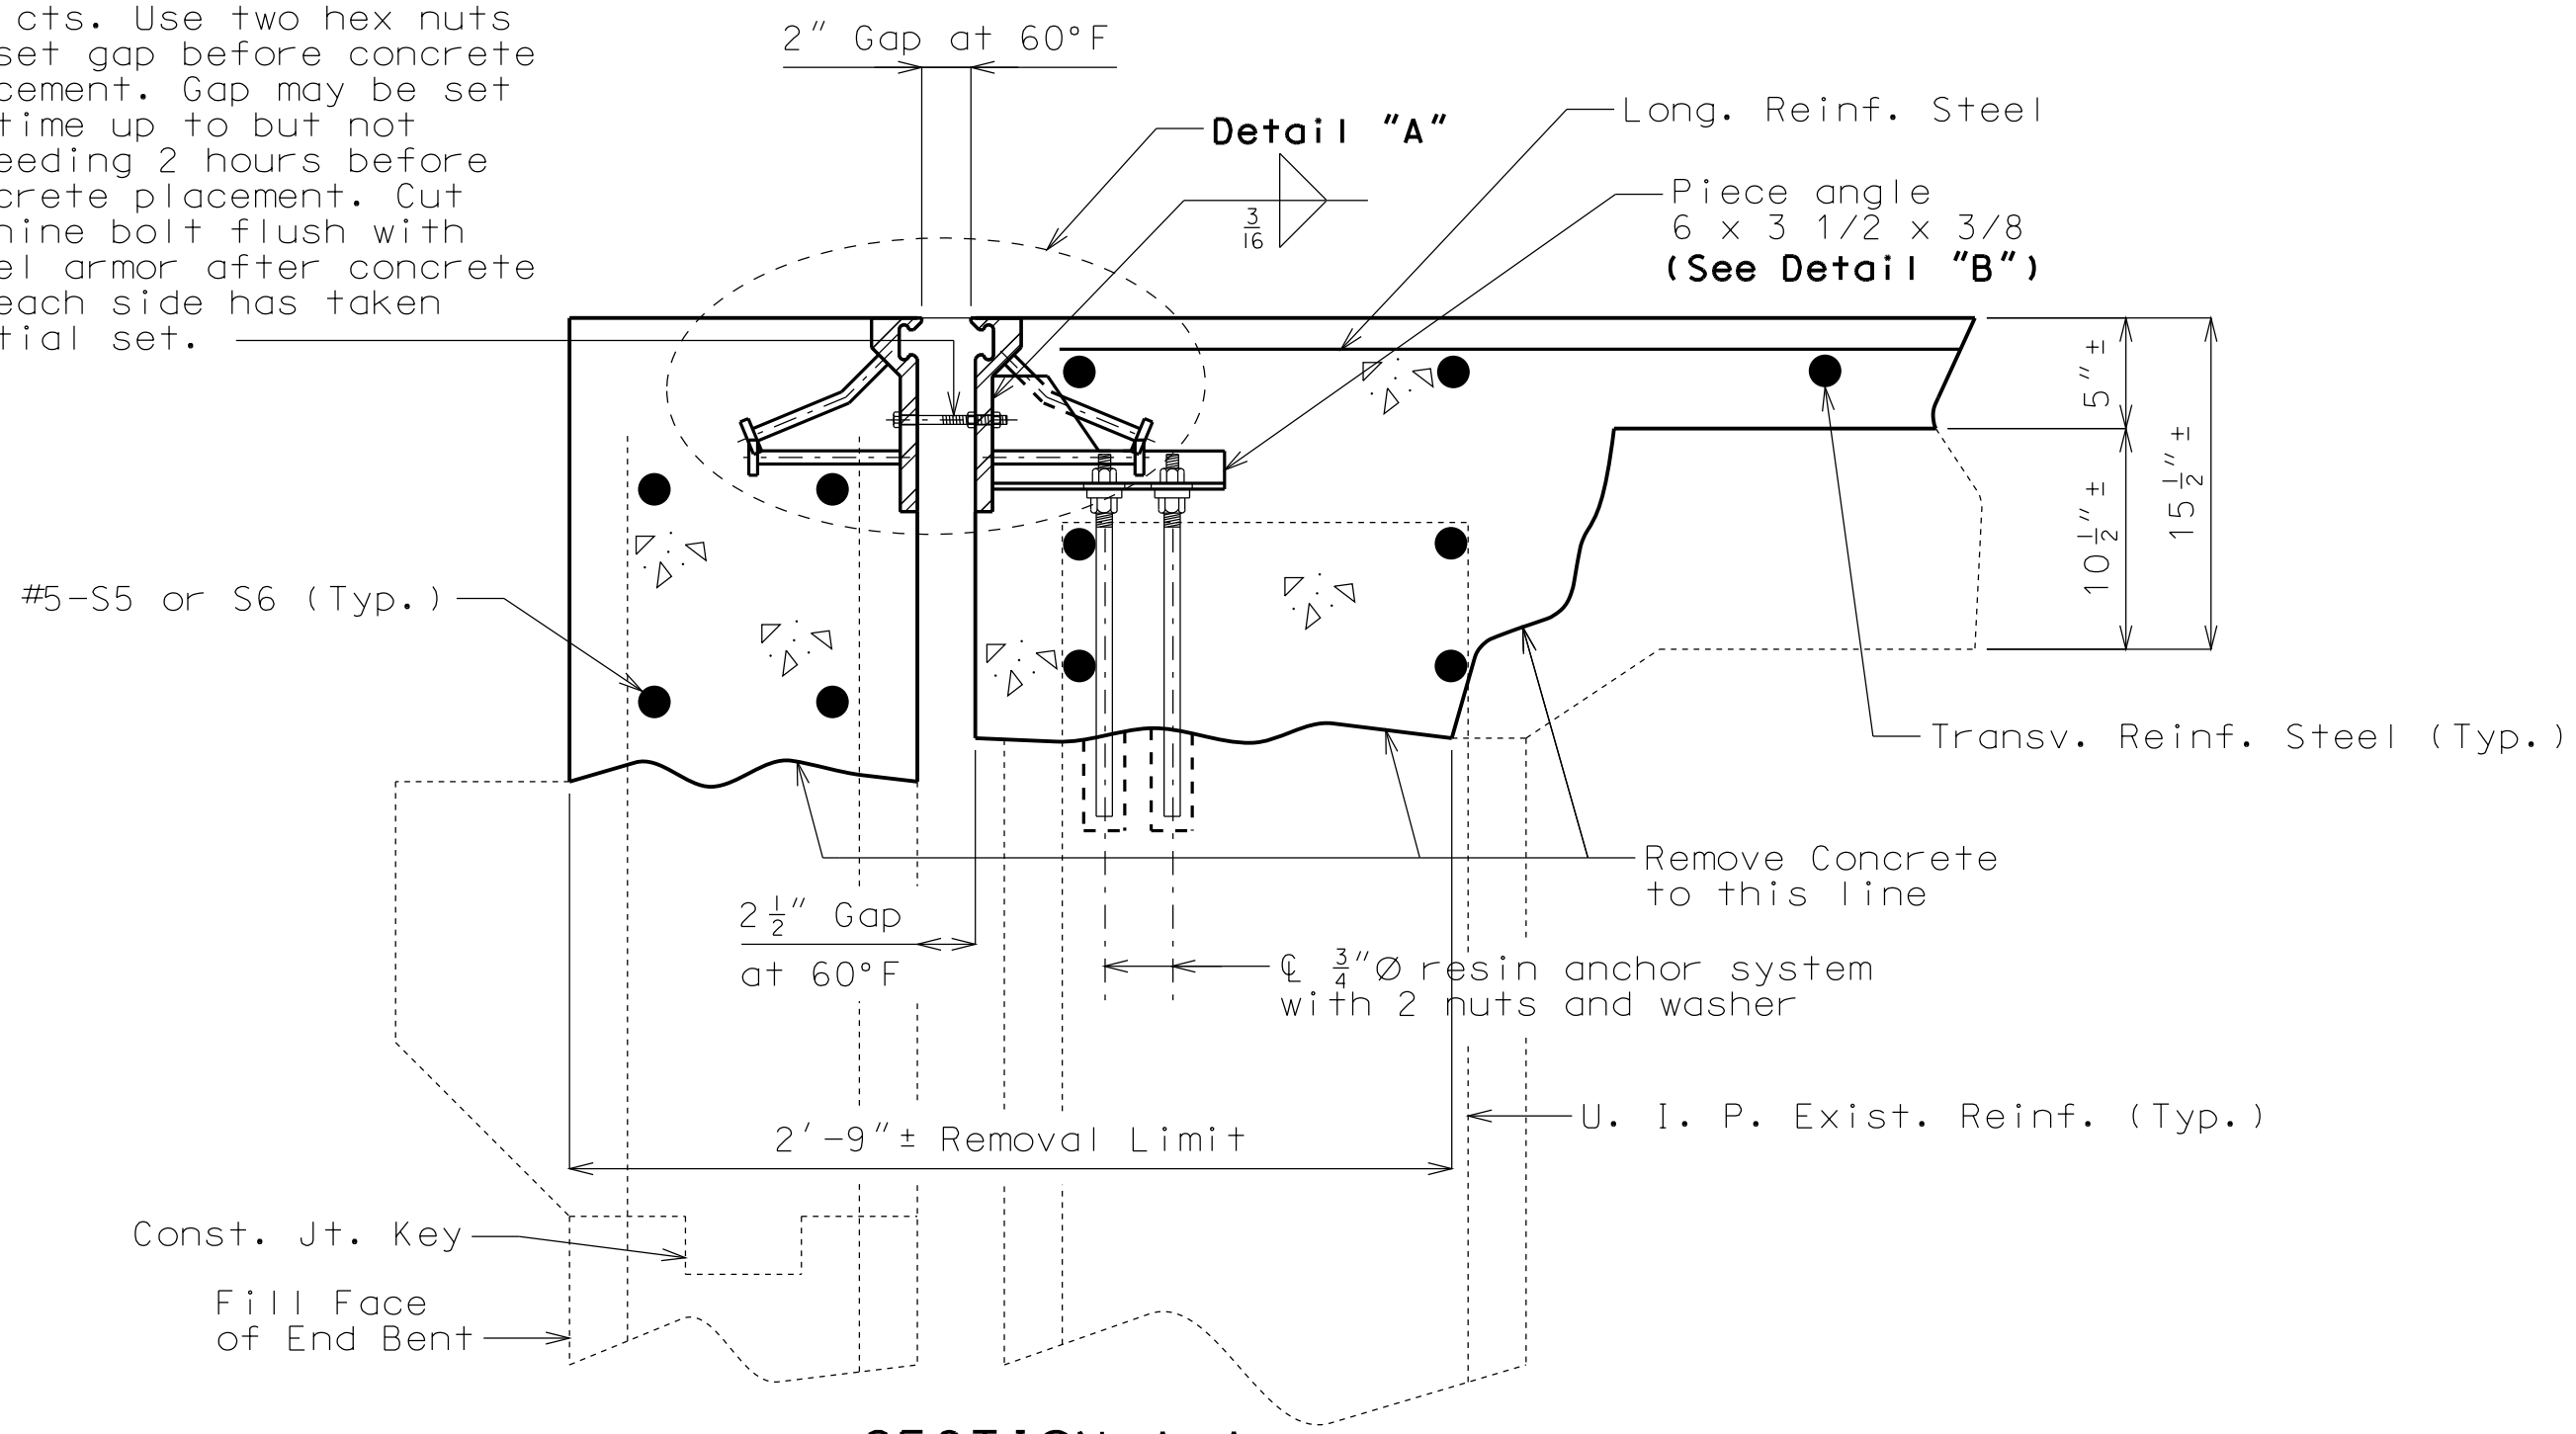 cts. Use two hex nuts
set gap before concrete
cement. Gap may be set
time up to but not
eeding 2 hours before
crete placement. Cut
hine bolt flush with
el armor after concrete
each side has taken
tial set.
2" Gap at 60°F
Detail "A"
3/16
Long. Reinf. Steel
Piece angle
6 x 3 1/2 x 3/8
(See Detail "B")
5" ±
10 1/2" ±
15 1/2" ±
#5-S5 or S6 (Typ.)
Transv. Reinf. Steel (Typ.)
Remove Concrete
to this line
2 1/2" Gap
at 60°F
℄ 3/4"Ø resin anchor system
with 2 nuts and washer
U. I. P. Exist. Reinf. (Typ.)
2'-9"± Removal Limit
Const. Jt. Key
Fill Face
of End Bent
SECTION